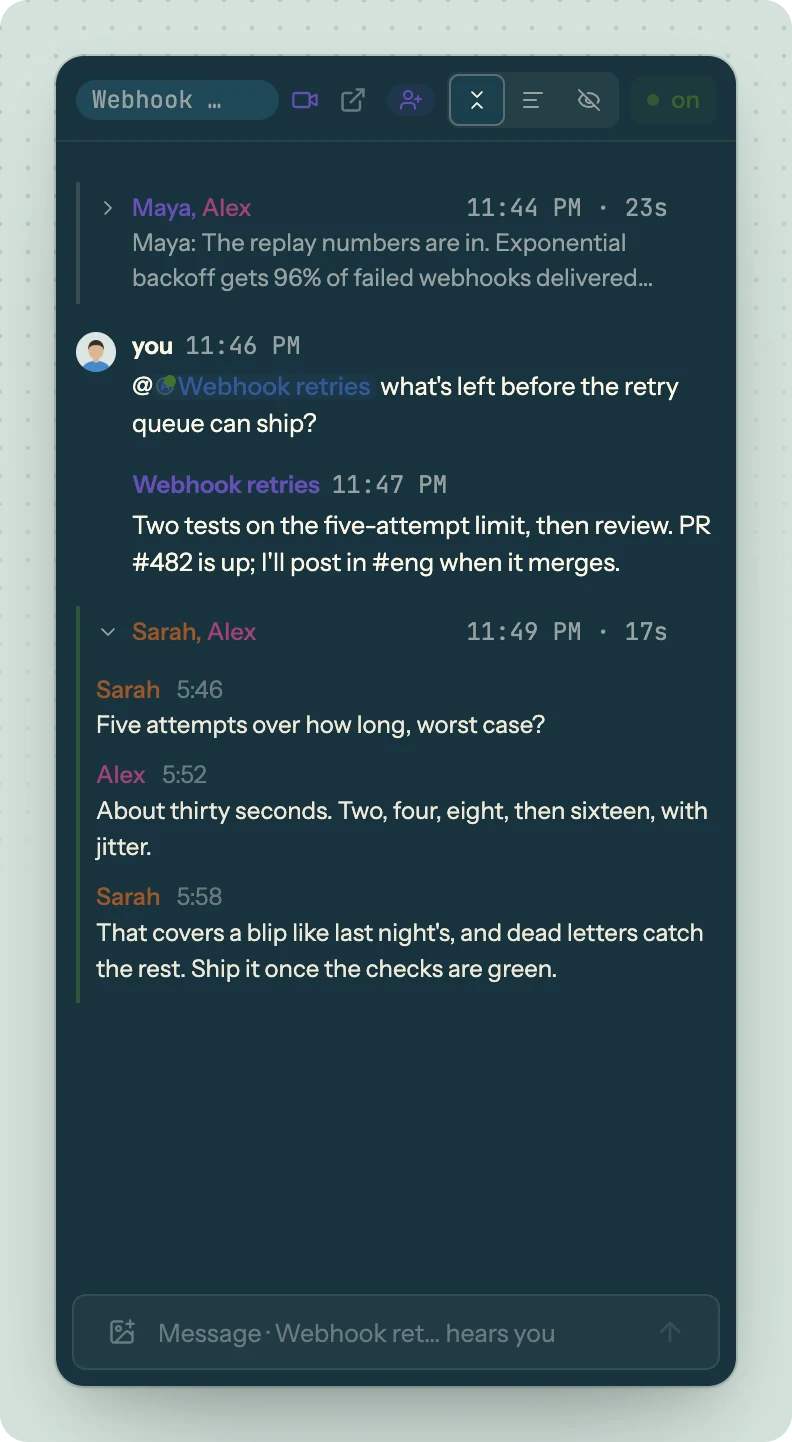 Webhook …
on
Maya, Alex 11:44 PM · 23s
Maya: The replay numbers are in. Exponential
backoff gets 96% of failed webhooks delivered…
you 11:46 PM
@Webhook retries what's left before the retry
queue can ship?
Webhook retries 11:47 PM
Two tests on the five-attempt limit, then review. PR
#482 is up; I'll post in #eng when it merges.
Sarah, Alex 11:49 PM · 17s
Sarah 5:46
Five attempts over how long, worst case?
Alex 5:52
About thirty seconds. Two, four, eight, then sixteen, with
jitter.
Sarah 5:58
That covers a blip like last night's, and dead letters catch
the rest. Ship it once the checks are green.
Message · Webhook ret… hears you